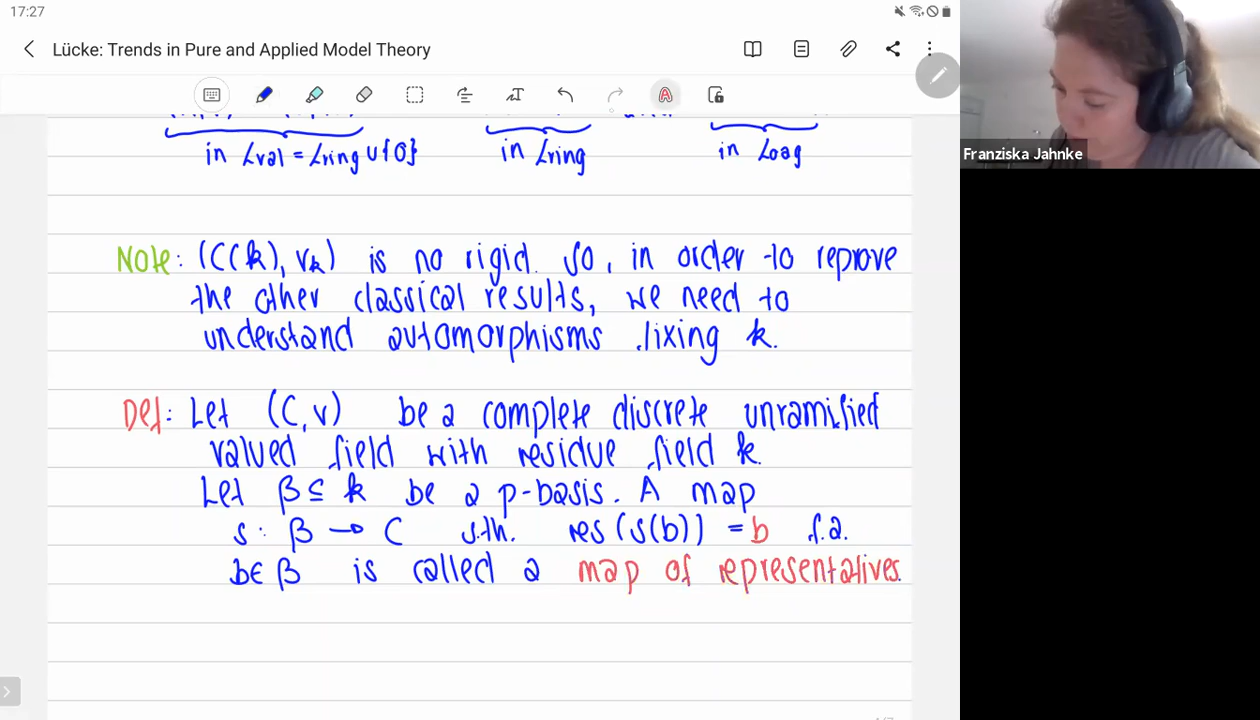 17:27
Lücke: Trends in Pure and Applied Model Theory
in Lval = Lring ∪ {O}
in Lring
in Loag
Note: (C(k), vk) is no rigid. So, in order to reprove
the other classical results, we need to
understand automorphisms fixing k.
Def: Let (C, v) be a complete discrete unramified
valued field with residue field k.
Let β ⊆ k be a p-basis. A map
s: β → C s.th. res(s(b)) = b f.a.
b ∈ β is called a map of representatives.
Franziska Jahnke